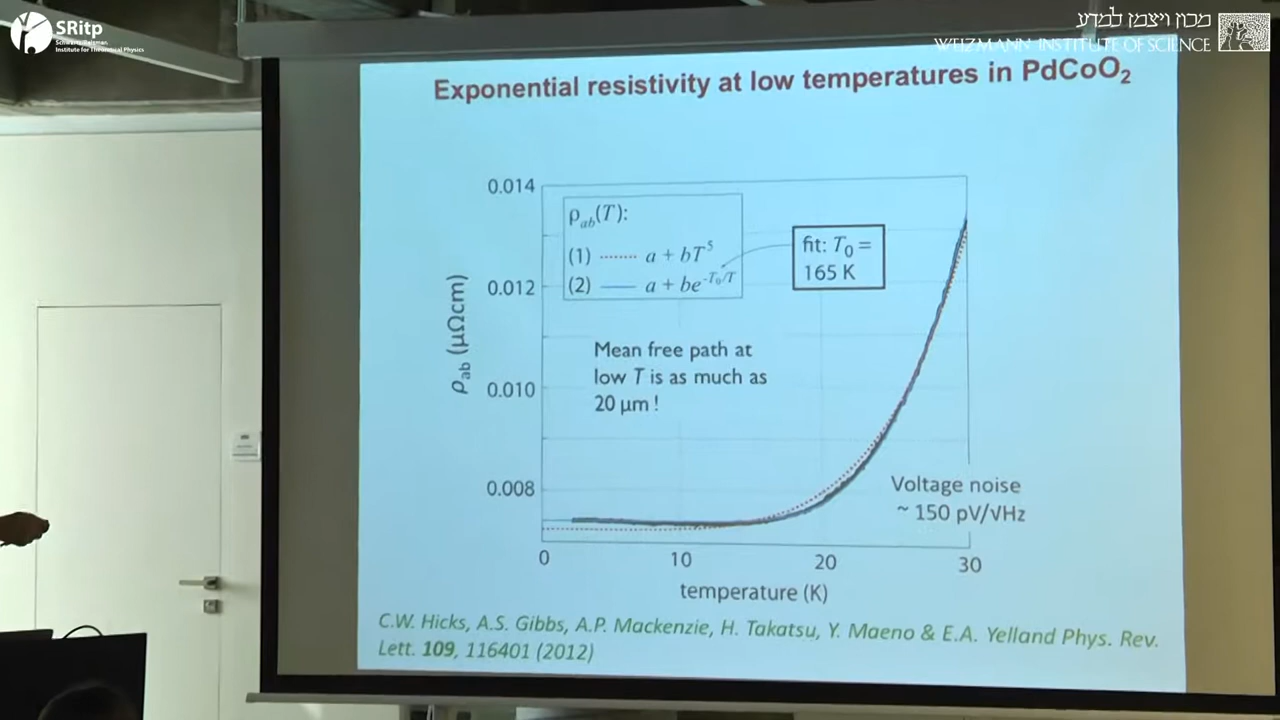 SRitp
Schwartz/Reisman
Institute for Theoretical Physics
מכון ויצמן למדע
WEIZMANN INSTITUTE OF SCIENCE
Exponential resistivity at low temperatures in PdCoO₂
0.014
0.012
0.010
0.008
ρab (μΩcm)
ρab(T):
(1) ........ a + bT⁵
(2) —— a + be^-T₀/T
fit: T₀ =
165 K
Mean free path at
low T is as much as
20 μm !
Voltage noise
~ 150 pV/√Hz
0 10 20 30
temperature (K)
C.W. Hicks, A.S. Gibbs, A.P. Mackenzie, H. Takatsu, Y. Maeno & E.A. Yelland Phys. Rev.
Lett. 109, 116401 (2012)